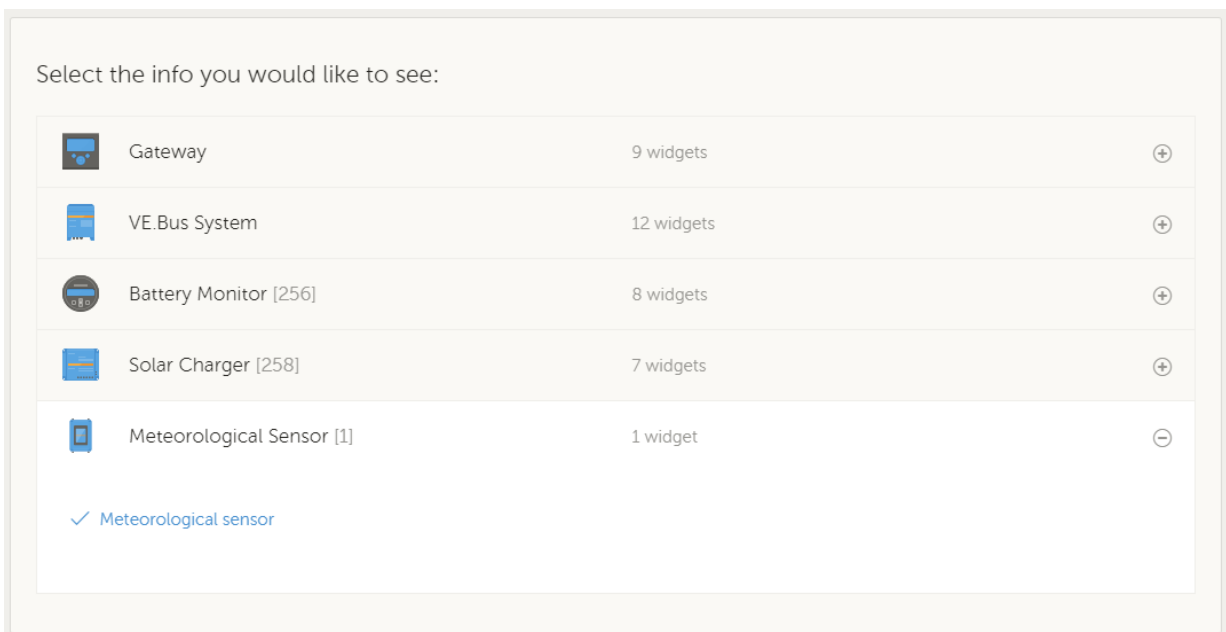 Select the info you would like to see:
Gateway 9 widgets
VE.Bus System 12 widgets
Battery Monitor [256] 8 widgets
Solar Charger [258] 7 widgets
Meteorological Sensor [1] 1 widget
Meteorological sensor